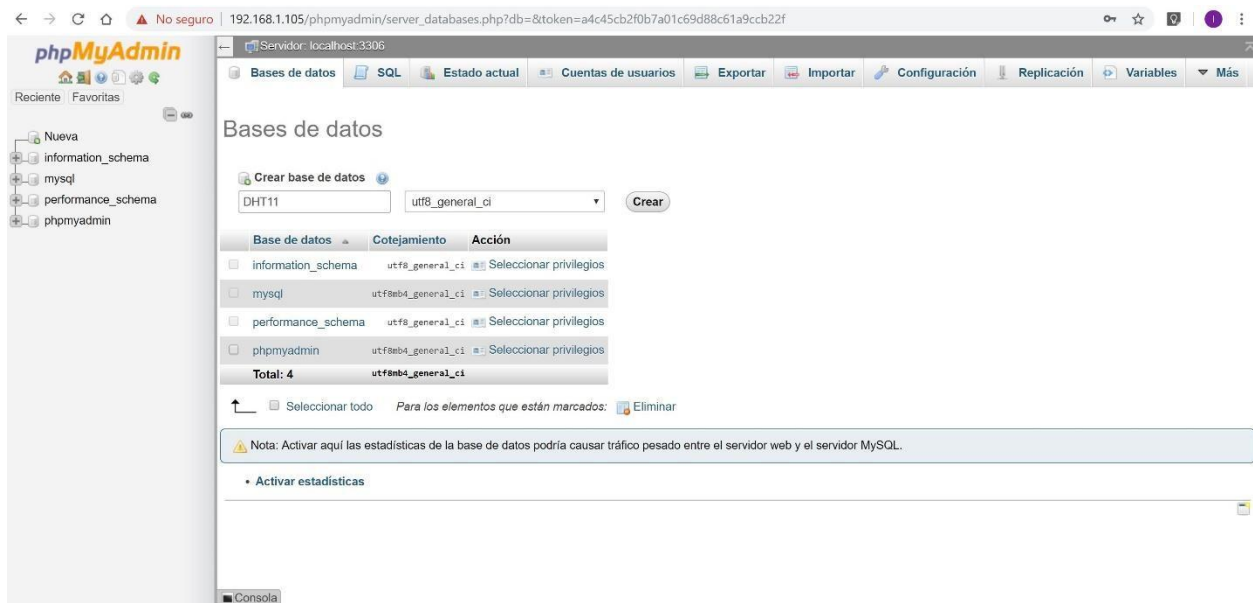 No seguro | 192.168.1.105/phpmyadmin/server_databases.php?db=&token=a4c45cb2f0b7a01c69d88c61a9ccb22f
phpMyAdmin
Reciente Favoritas
Nueva
information_schema
mysql
performance_schema
phpmyadmin
Servidor: localhost:3306
Bases de datos SQL Estado actual Cuentas de usuarios Exportar Importar Configuración Replicación Variables Más
Bases de datos
Crear base de datos
DHT11 utf8_general_ci Crear
Base de datos Cotejamiento Acción
information_schema utf8_general_ci Seleccionar privilegios
mysql utf8mb4_general_ci Seleccionar privilegios
performance_schema utf8_general_ci Seleccionar privilegios
phpmyadmin utf8mb4_general_ci Seleccionar privilegios
Total: 4 utf8mb4_general_ci
Seleccionar todo Para los elementos que están marcados: Eliminar
Nota: Activar aquí las estadísticas de la base de datos podría causar tráfico pesado entre el servidor web y el servidor MySQL.
• Activar estadísticas
Consola